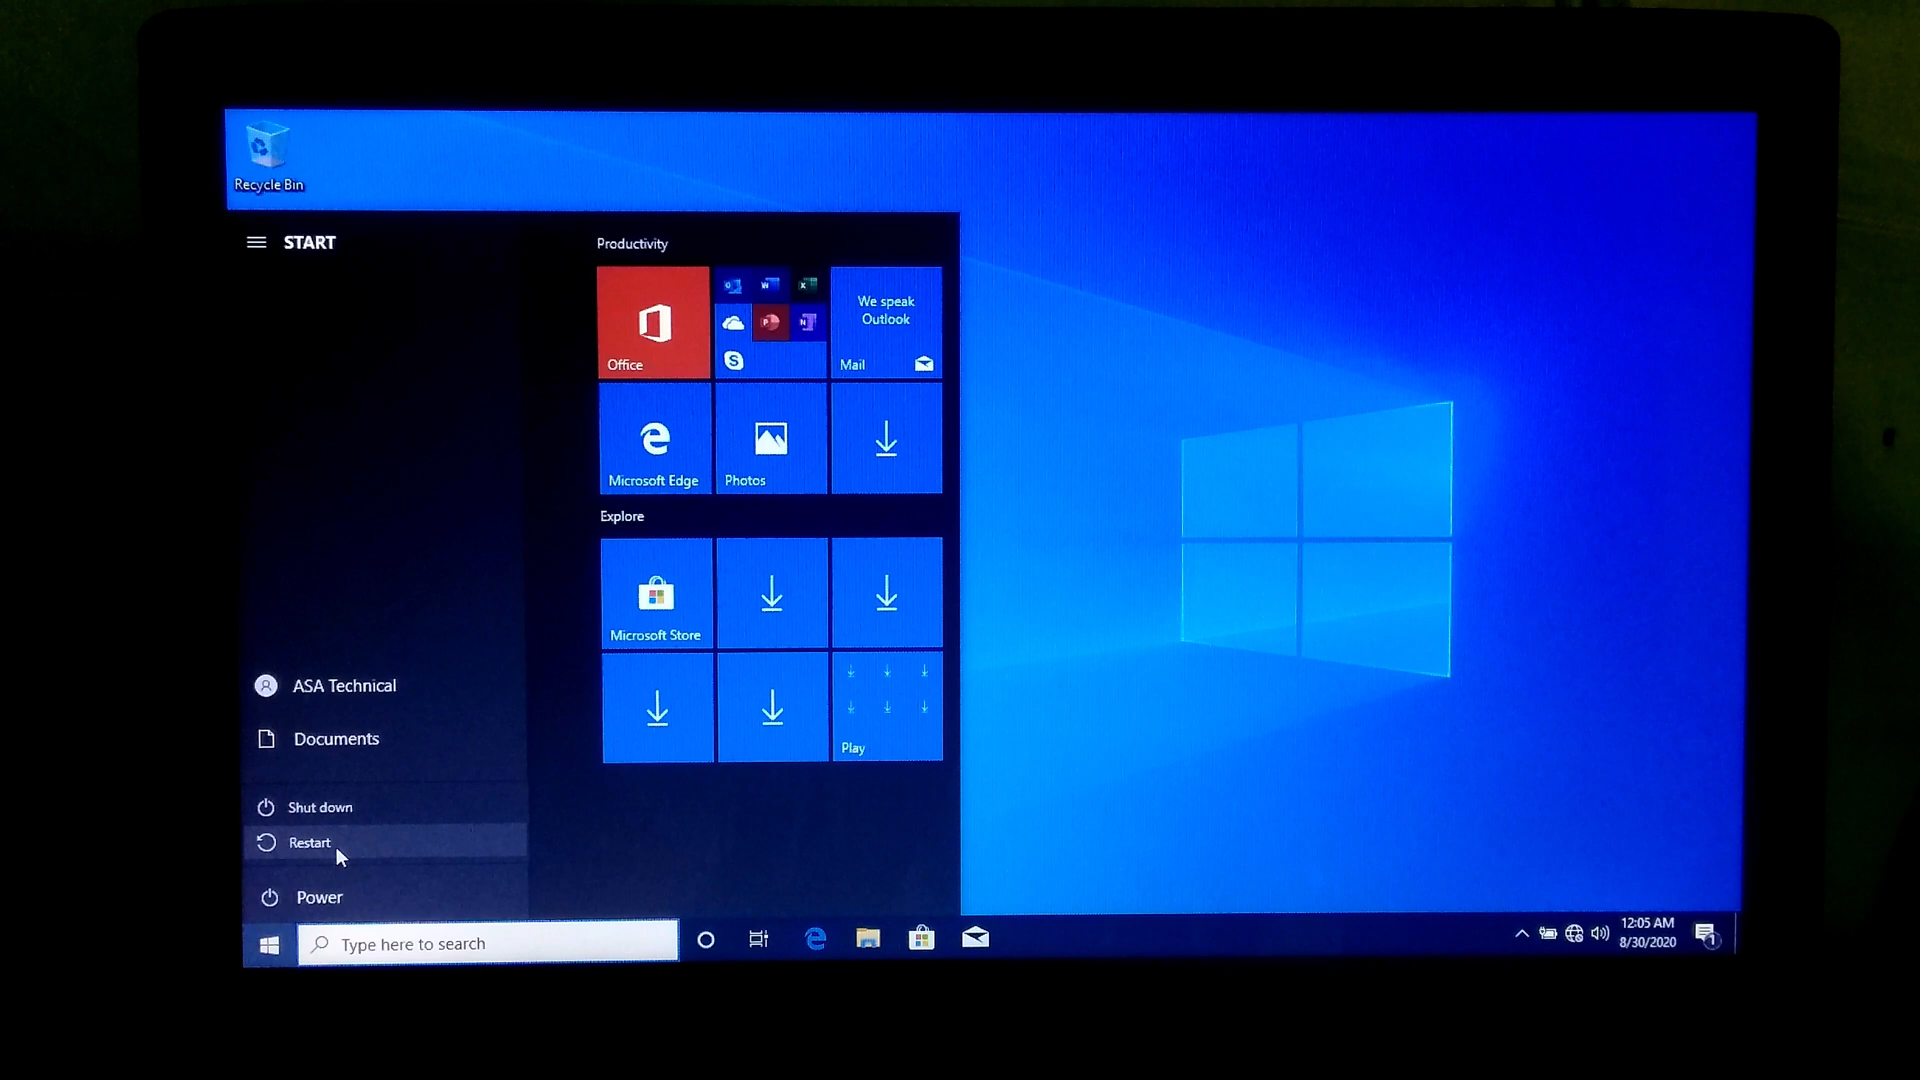 Recycle Bin
START
Productivity
Office
We speak
Outlook
Mail
Microsoft Edge
Photos
Explore
Microsoft Store
Play
ASA Technical
Documents
Shut down
Restart
Power
Type here to search
12:05 AM
8/30/2020
1